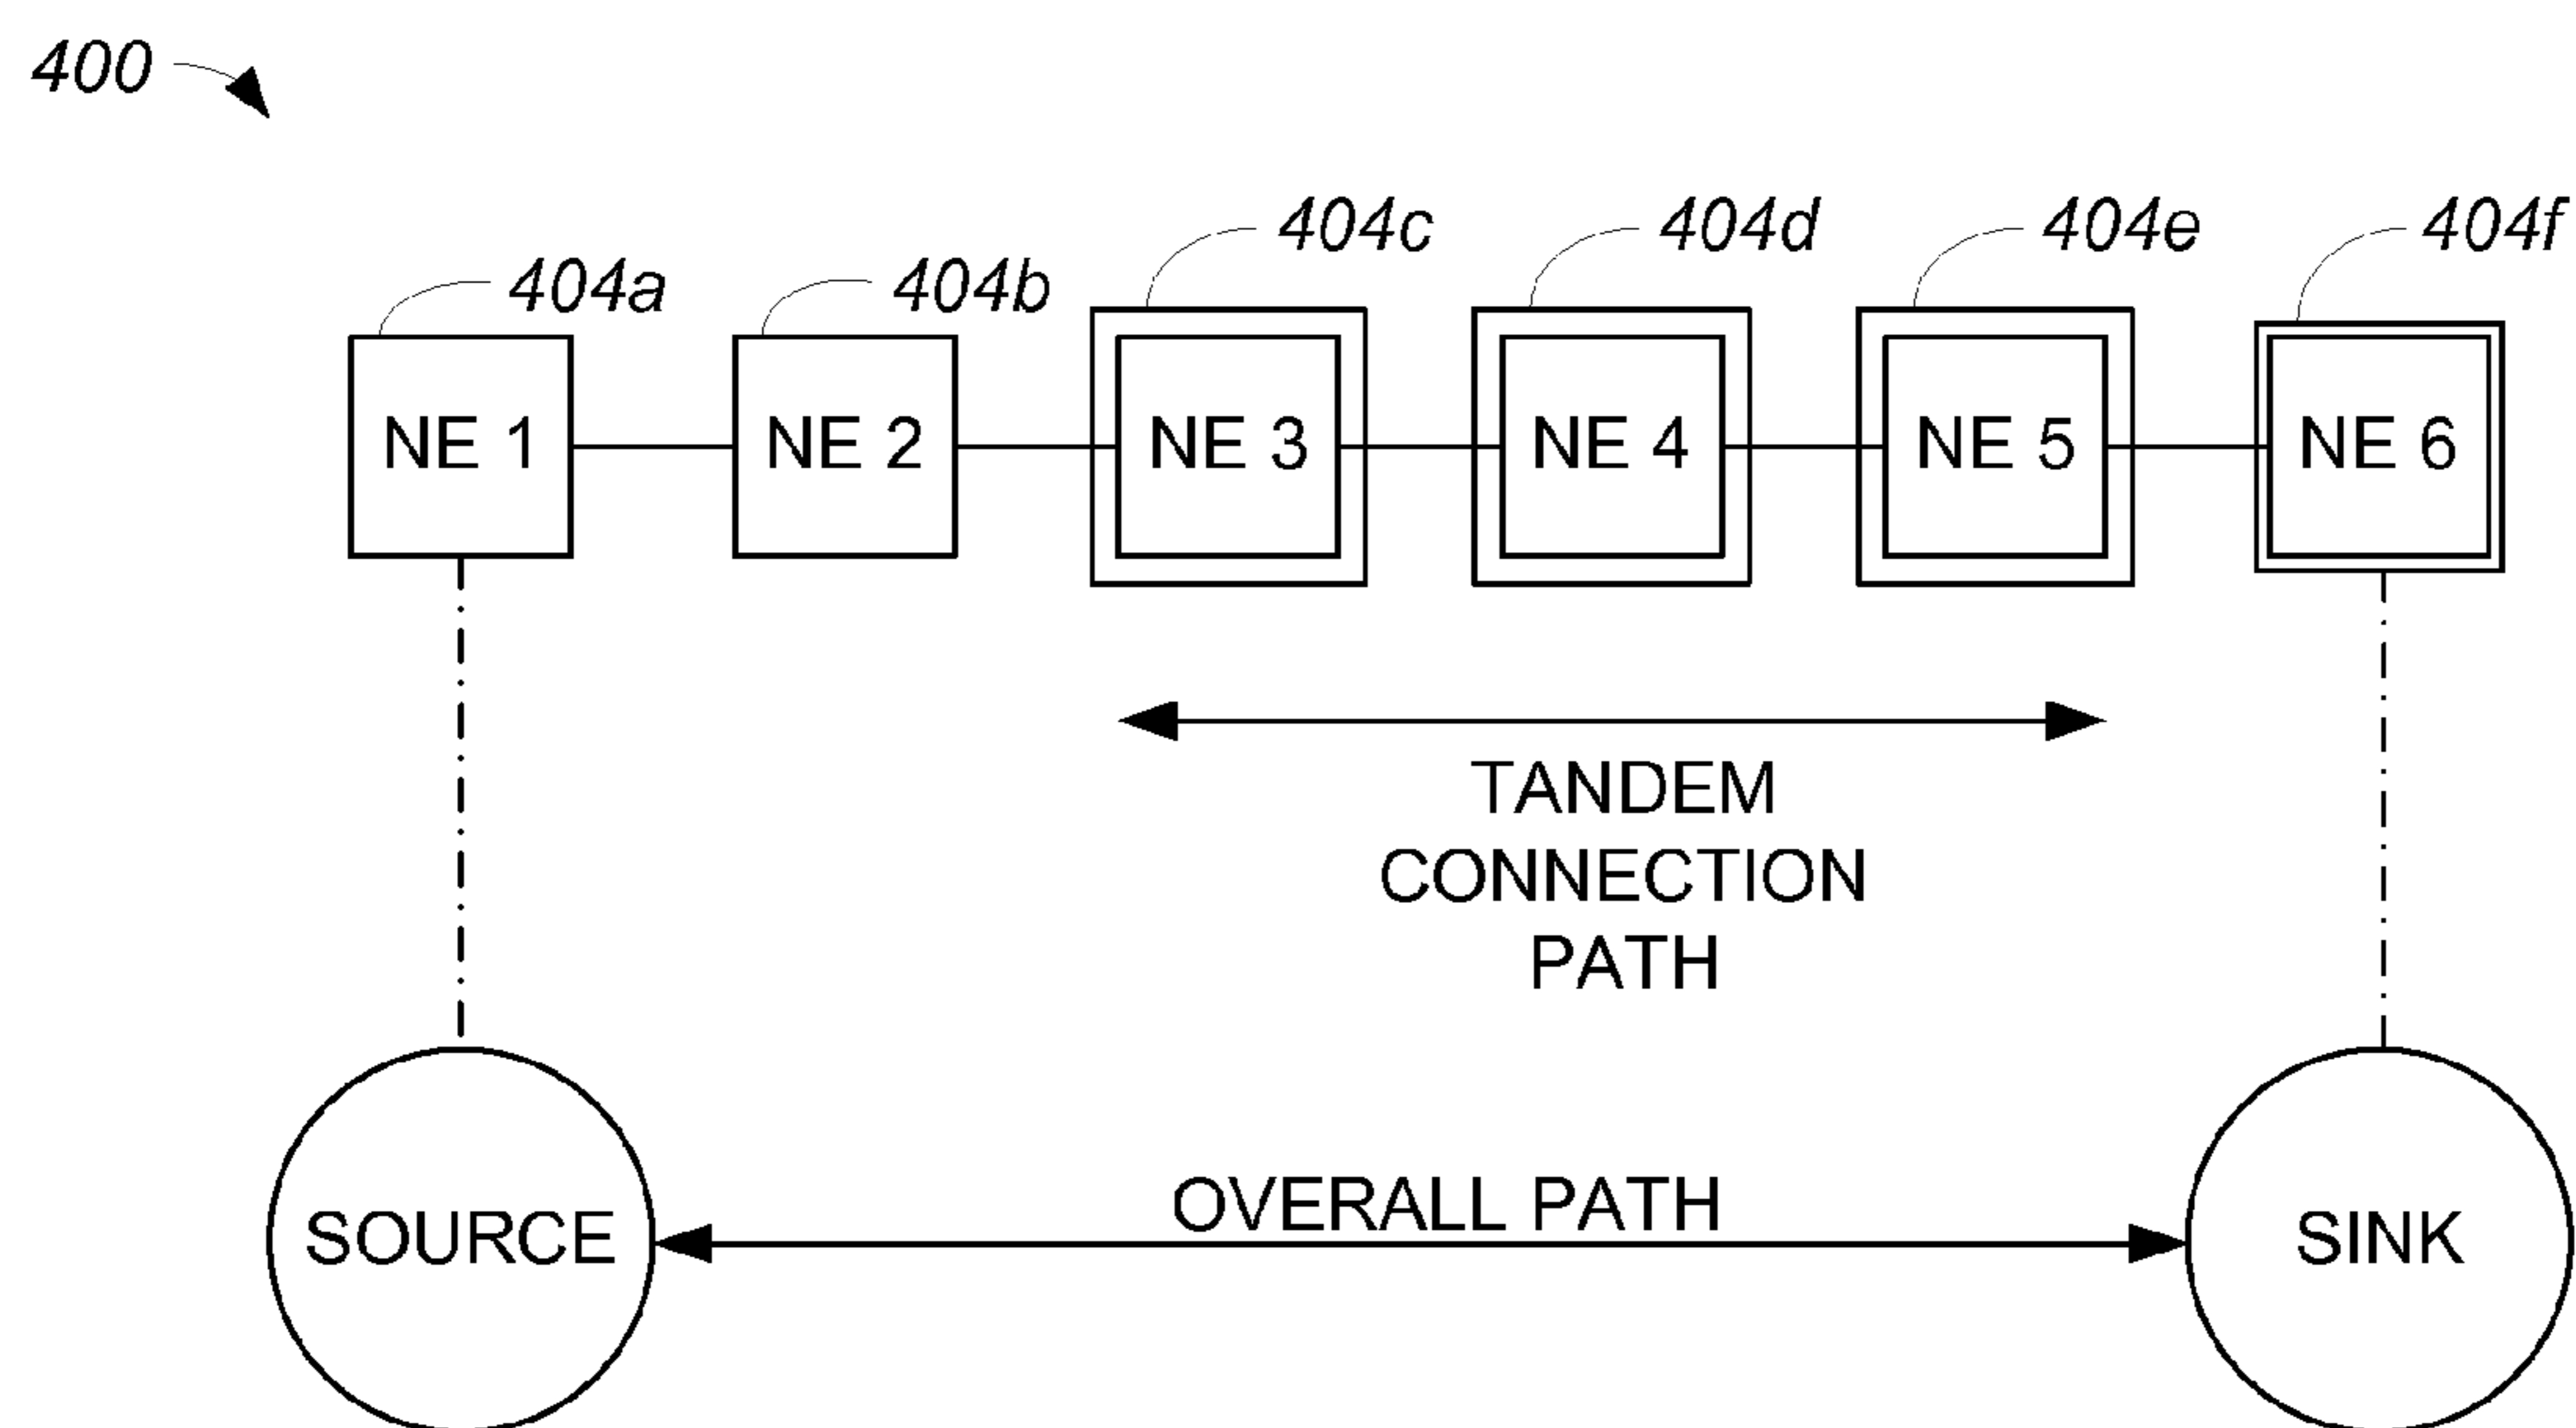 400
404c
404d
404e
404f
404a
404b
NE 1
NE 2
NE 3
NE 4
NE 5
NE 6
TANDEM
CONNECTION
PATH
OVERALL PATH
SOURCE
SINK